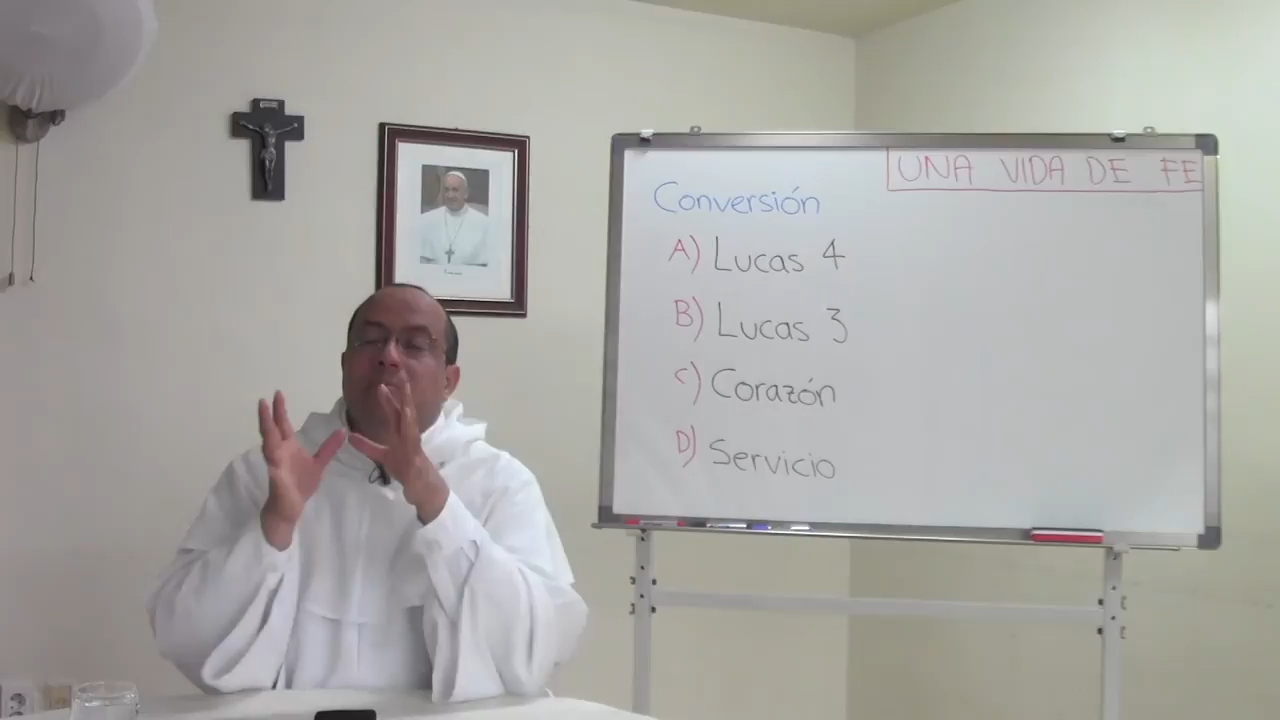 UNA VIDA DE FE
Conversión
A) Lucas 4
B) Lucas 3
C) Corazón
D) Servicio